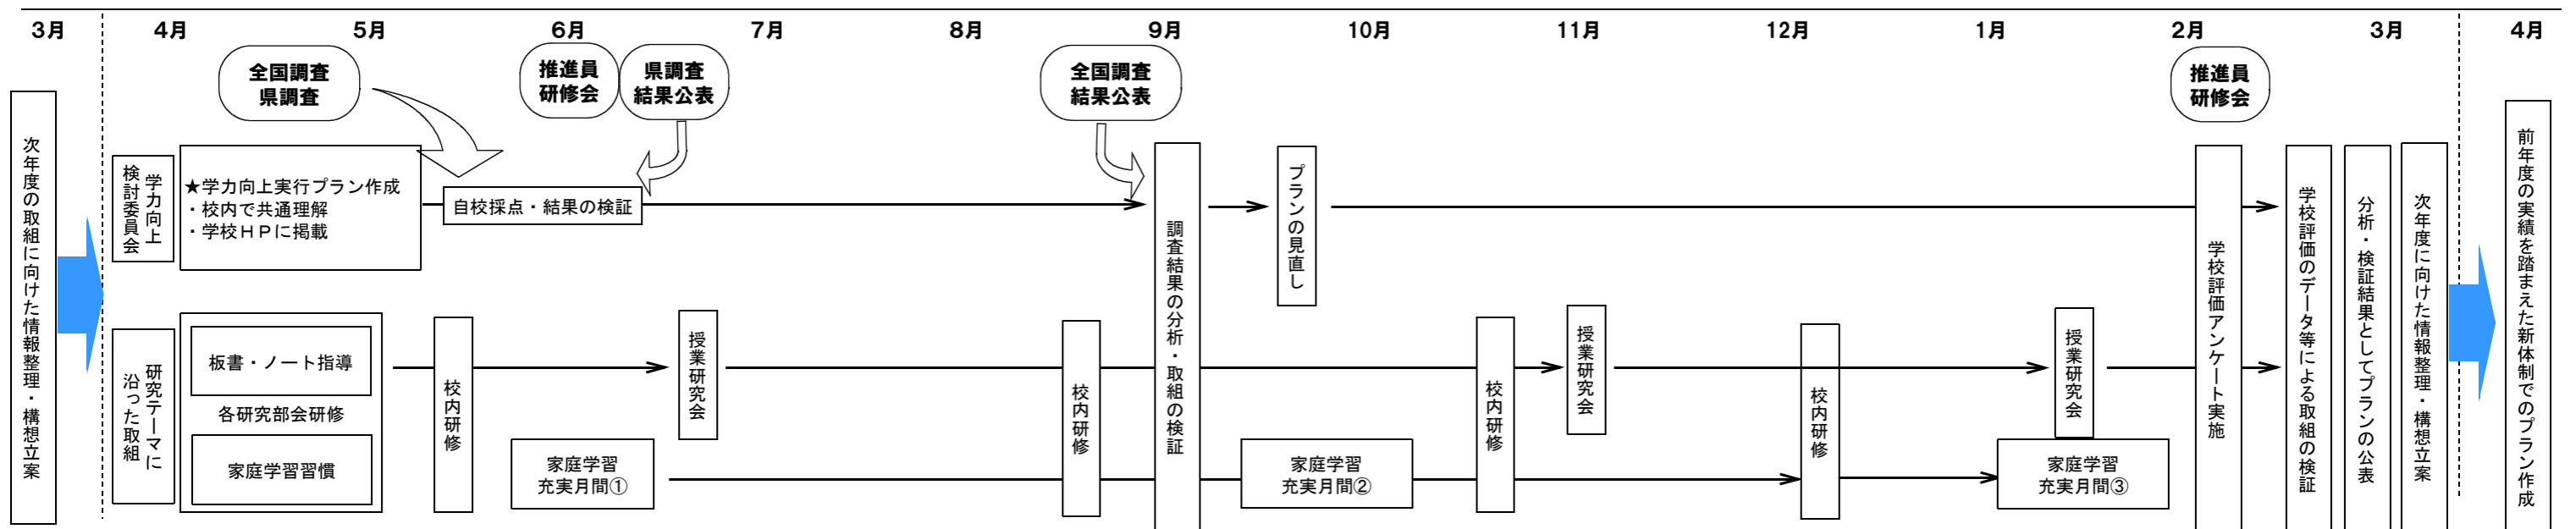 3月
4月
5月
6月
7月
8月
9月
10月
11月
12月
1月
2月
3月
4月
全国調査
県調査
推進員
研修会
県調査
結果公表
全国調査
結果公表
推進員
研修会
次年度の取組に向けた情報整理・構想立案
学力向上
検討委員会
★学力向上実行プラン作成
・校内で共通理解
・学校HPに掲載
自校採点・結果の検証
調査結果の分析・取組の検証
プランの見直し
学校評価アンケート実施
学校評価のデータ等による取組の検証
分析・検証結果としてプランの公表
次年度に向けた情報整理・構想立案
前年度の実績を踏まえた新体制でのプラン作成
研究テーマに
沿った取組
板書・ノート指導
各研究部会研修
家庭学習習慣
校内研修
家庭学習
充実月間①
授業研究会
校内研修
家庭学習
充実月間②
校内研修
授業研究会
校内研修
授業研究会
家庭学習
充実月間③